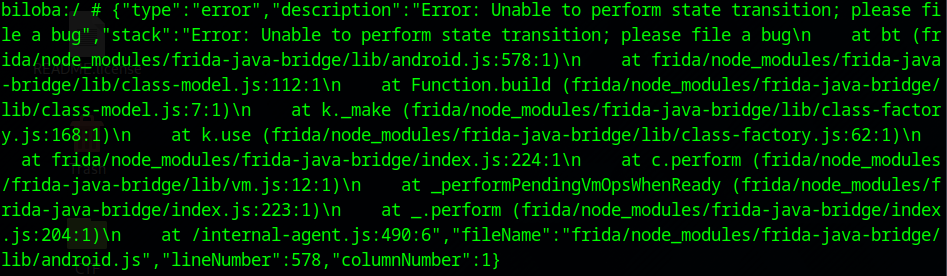 biloba:/ # {"type":"error","description":"Error: Unable to perform state transition; please fi
le a bug","stack":"Error: Unable to perform state transition; please file a bug\n    at bt (fr
ida/node_modules/frida-java-bridge/lib/android.js:578:1)\n    at frida/node_modules/frida-java
-bridge/lib/class-model.js:112:1\n    at Function.build (frida/node_modules/frida-java-bridge/
lib/class-model.js:7:1)\n    at k._make (frida/node_modules/frida-java-bridge/lib/class-factor
y.js:168:1)\n    at k.use (frida/node_modules/frida-java-bridge/lib/class-factory.js:62:1)\n
  at frida/node_modules/frida-java-bridge/index.js:224:1\n    at c.perform (frida/node_modules
/frida-java-bridge/lib/vm.js:12:1)\n    at _performPendingVmOpsWhenReady (frida/node_modules/f
rida-java-bridge/index.js:223:1)\n    at _.perform (frida/node_modules/frida-java-bridge/index
.js:204:1)\n    at /internal-agent.js:490:6","fileName":"frida/node_modules/frida-java-bridge/
lib/android.js","lineNumber":578,"columnNumber":1}